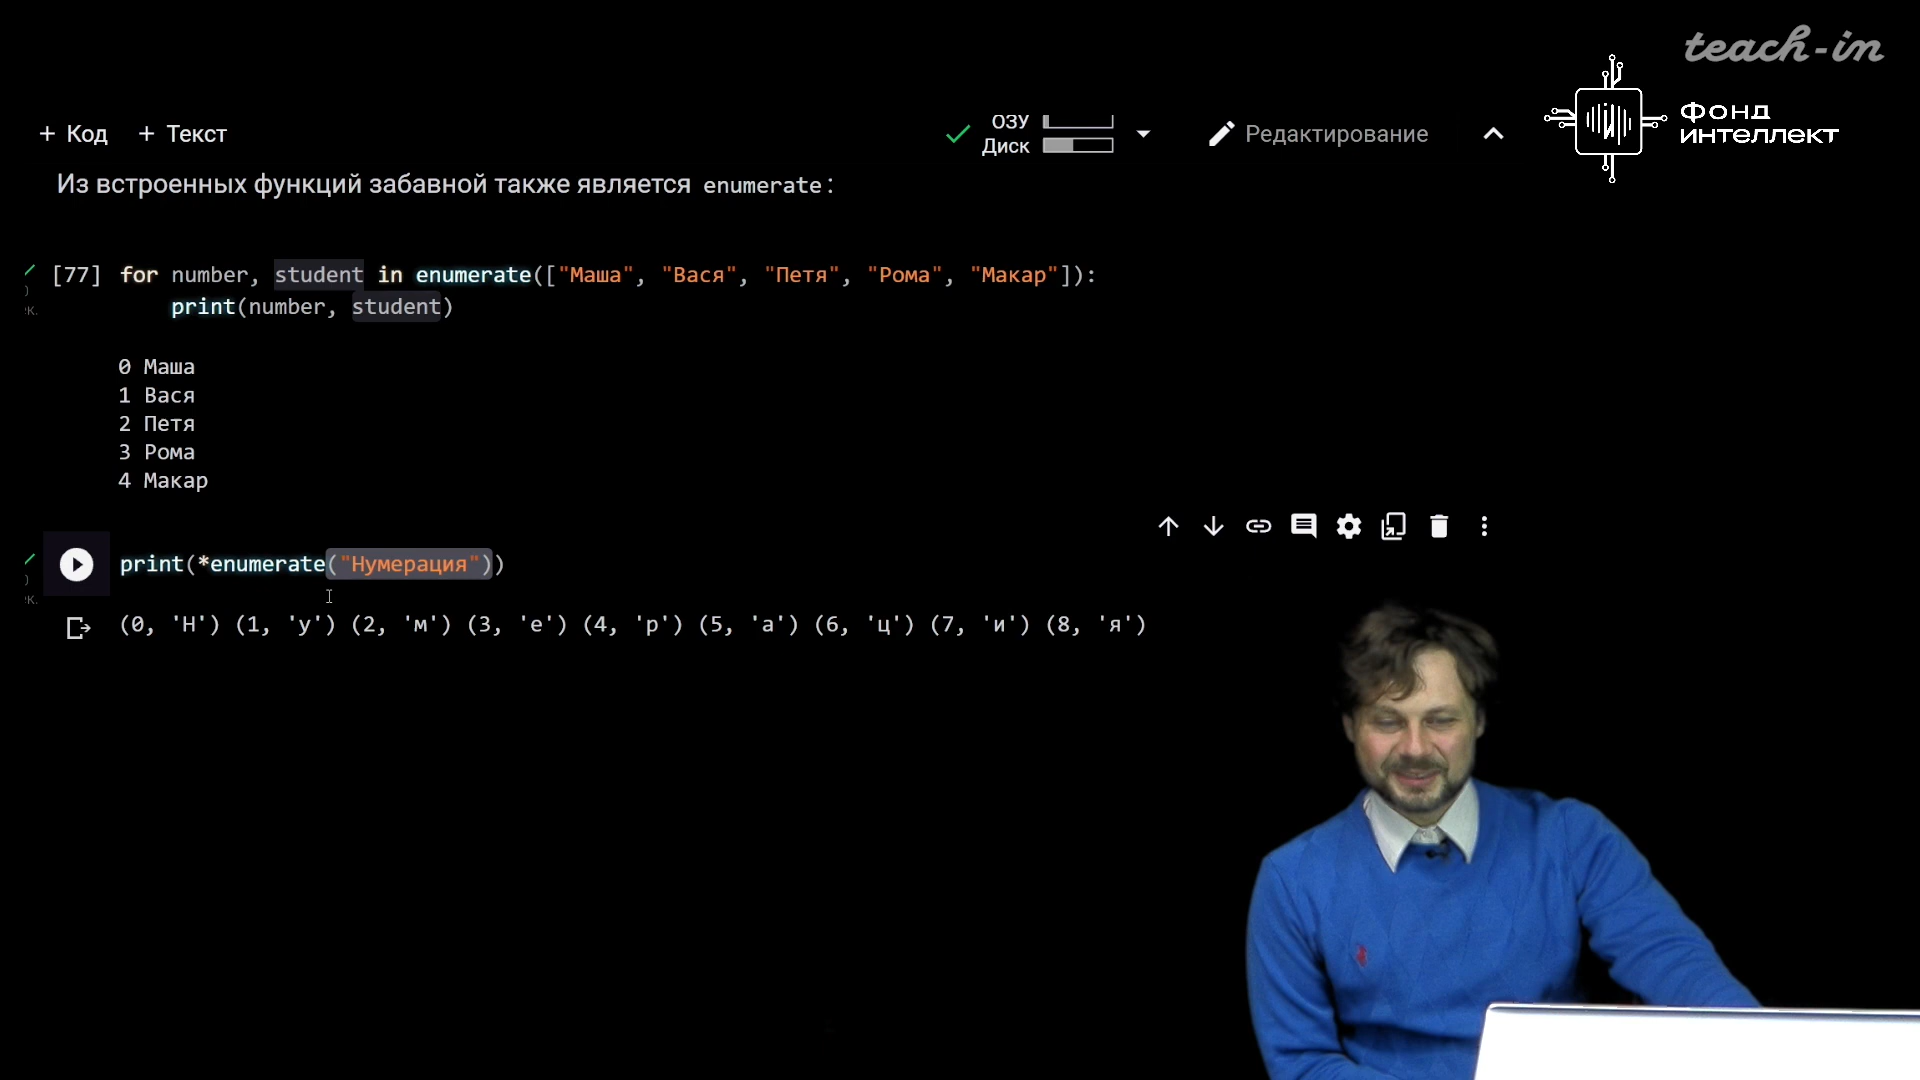 teach-in
Фонд
интеллект
+ Код + Текст
ОЗУ
Диск
Редактирование
Из встроенных функций забавной также является enumerate:
[77] for number, student in enumerate(["Маша", "Вася", "Петя", "Рома", "Макар"]):
print(number, student)
0 Маша
1 Вася
2 Петя
3 Рома
4 Макар
print(*enumerate("Нумерация"))
(0, 'Н') (1, 'у') (2, 'м') (3, 'е') (4, 'р') (5, 'а') (6, 'ц') (7, 'и') (8, 'я')